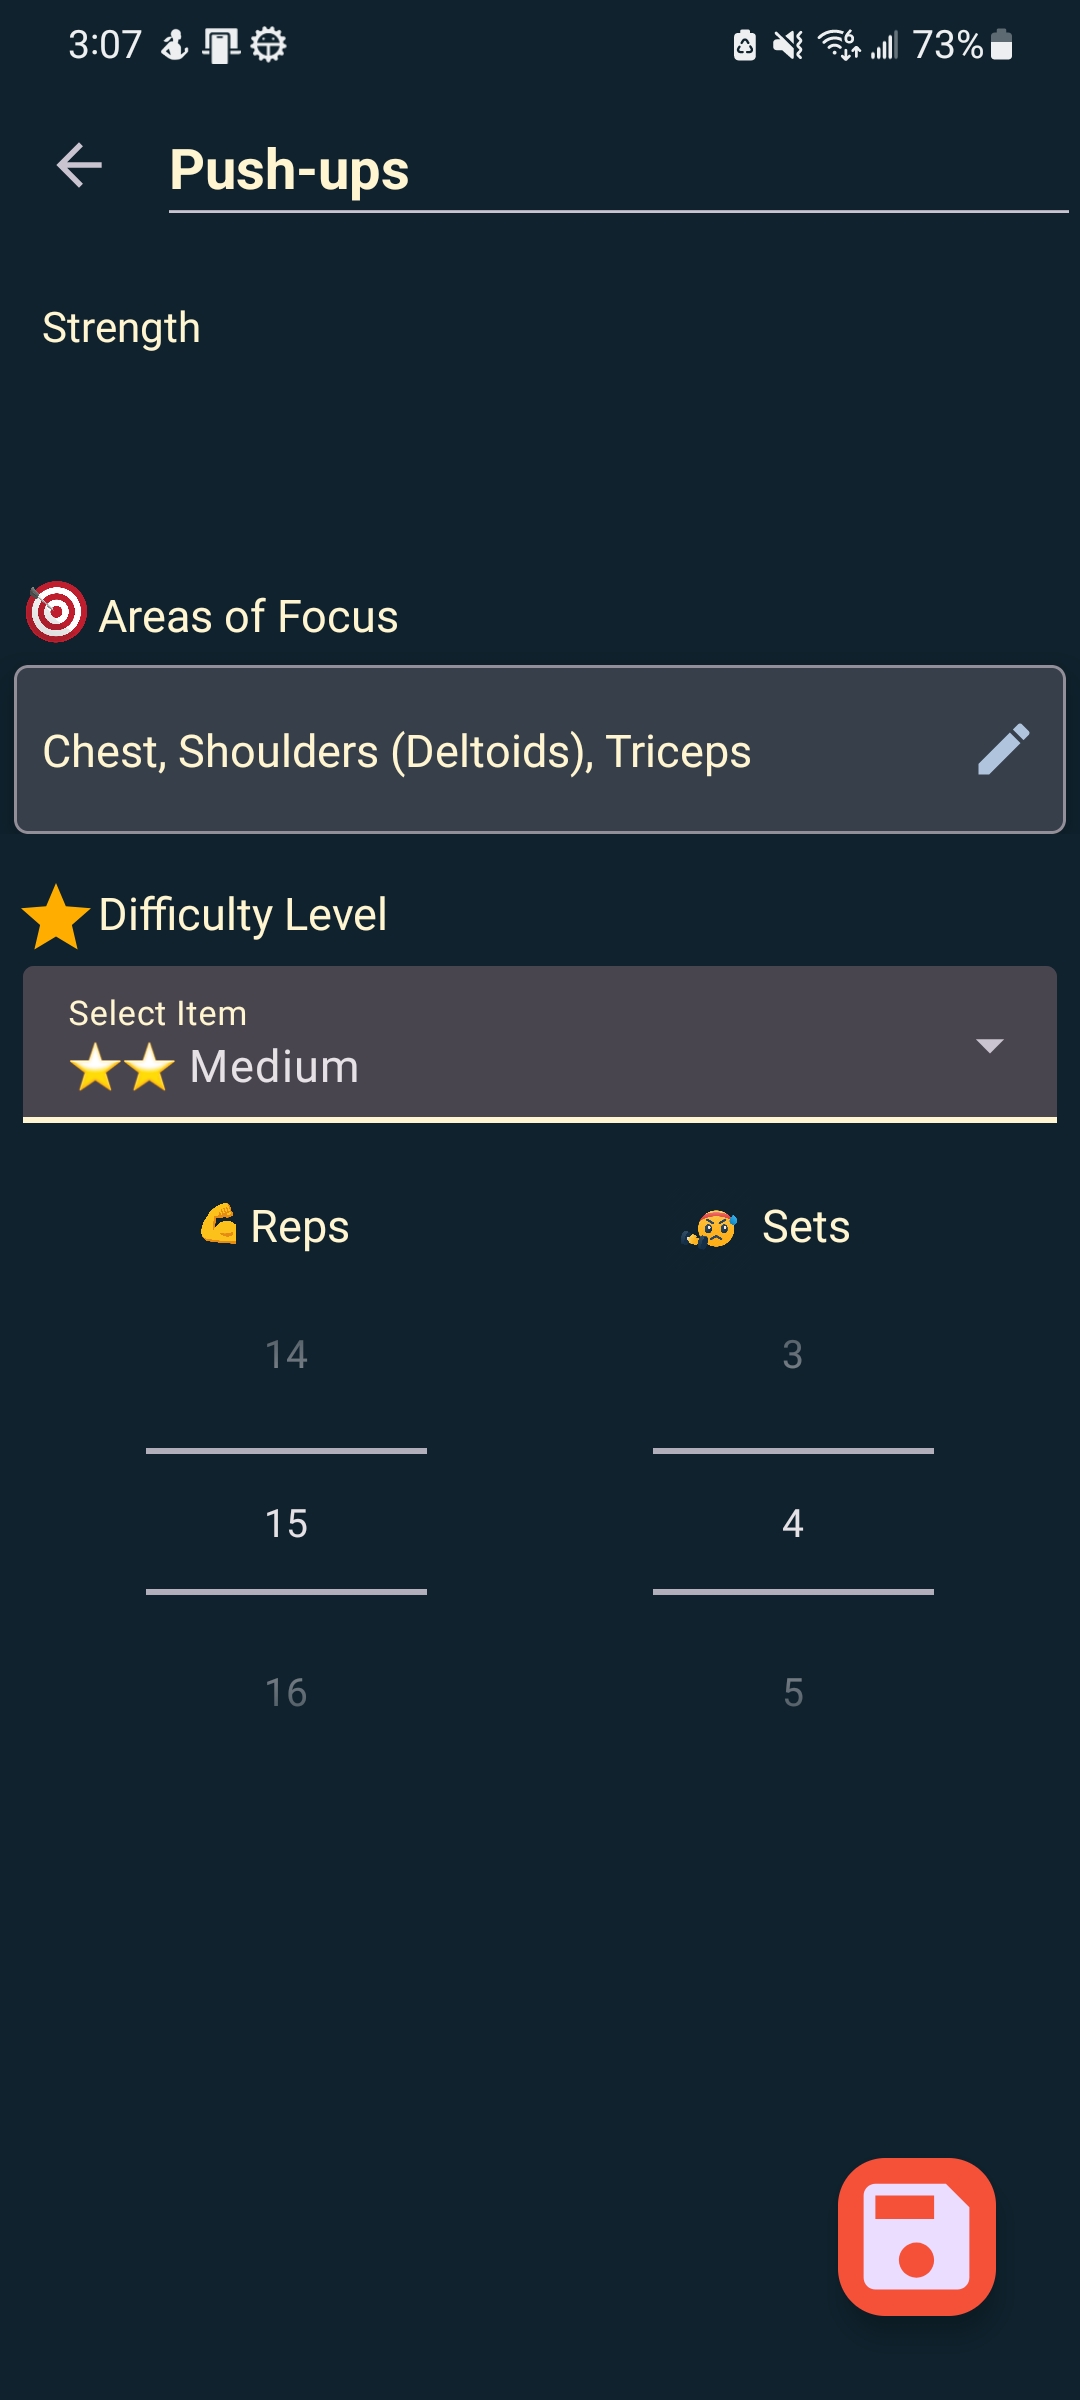 3:07 73%
Push-ups
Strength
Areas of Focus
Chest, Shoulders (Deltoids), Triceps
Difficulty Level
Select Item
⭐⭐ Medium
Reps Sets
14 3
15 4
16 5